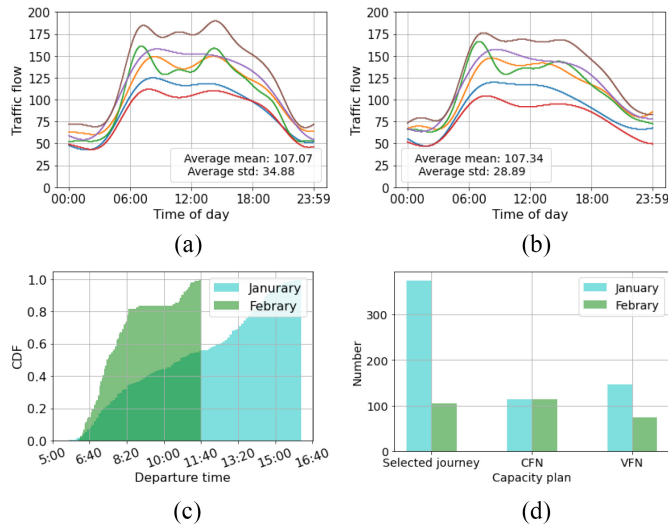 200
175
150
125
100
75
50
25
0
Traffic flow
Average mean: 107.07
Average std: 34.88
00:00 06:00 12:00 18:00 23:59
Time of day
(a)
200
175
150
125
100
75
50
25
0
Traffic flow
Average mean: 107.34
Average std: 28.89
00:00 06:00 12:00 18:00 23:59
Time of day
(b)
1.0
0.8
0.6
0.4
0.2
0.0
CDF
Janurary
Febrary
5:00 6:40 8:20 10:00 11:40 13:20 15:00 16:40
Departure time
(c)
300
200
100
0
Number
January
Febrary
Selected journey CFN VFN
Capacity plan
(d)